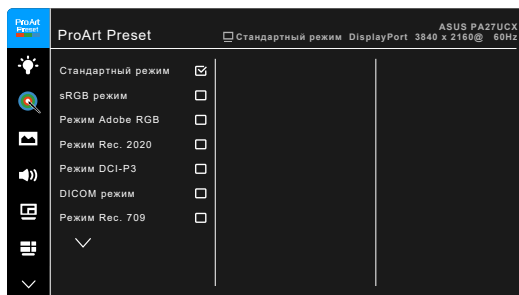 ProArt
Preset
ProArt Preset
ASUS PA27UCX
Стандартный режим DisplayPort 3840 x 2160@ 60Hz
Стандартный режим
sRGB режим
Режим Adobe RGB
Режим Rec. 2020
Режим DCI-P3
DICOM режим
Режим Rec. 709